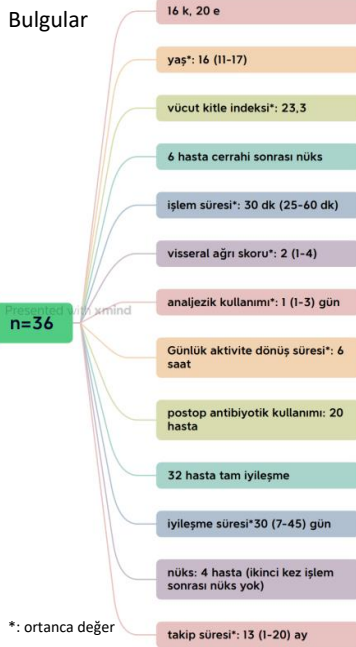 Bulgular
16 k, 20 e
yaş*: 16 (11-17)
vücut kitle indeksi*: 23,3
6 hasta cerrahi sonrası nüks
işlem süresi*: 30 dk (25-60 dk)
visseral ağrı skoru*: 2 (1-4)
analjezik kullanımı*: 1 (1-3) gün
Presented with xmind
n=36
Günlük aktivite dönüş süresi*: 6
saat
postop antibiyotik kullanımı: 20
hasta
32 hasta tam iyileşme
iyileşme süresi*30 (7-45) gün
nüks: 4 hasta (ikinci kez işlem
sonrası nüks yok)
*: ortanca değer
takip süresi*: 13 (1-20) ay